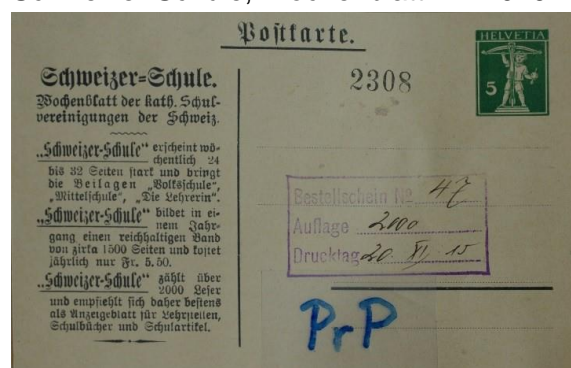 Postkarte.
HELVETIA
5
2308
Schweizer=Schule.
Wochenblatt der kath. Schul-
vereinigungen der Schweiz.
„Schweizer-Schule“ erscheint wö-
chentlich 24
bis 32 Seiten stark und bringt
die Beilagen „Volksschule“,
„Mittelschule“, „Die Lehrerin“.
„Schweizer-Schule“ bildet in ei-
nem Jahr-
gang einen reichhaltigen Band
von zirka 1500 Seiten und kostet
jährlich nur Fr. 5.50.
„Schweizer-Schule“ zählt über
2000 Leser
und empfiehlt sich daher bestens
als Anzeigeblatt für Lehrstellen,
Schulbücher und Schulartikel.
Bestellschein No 47
Auflage 2000
Drucktag 20 XI 15
PrP